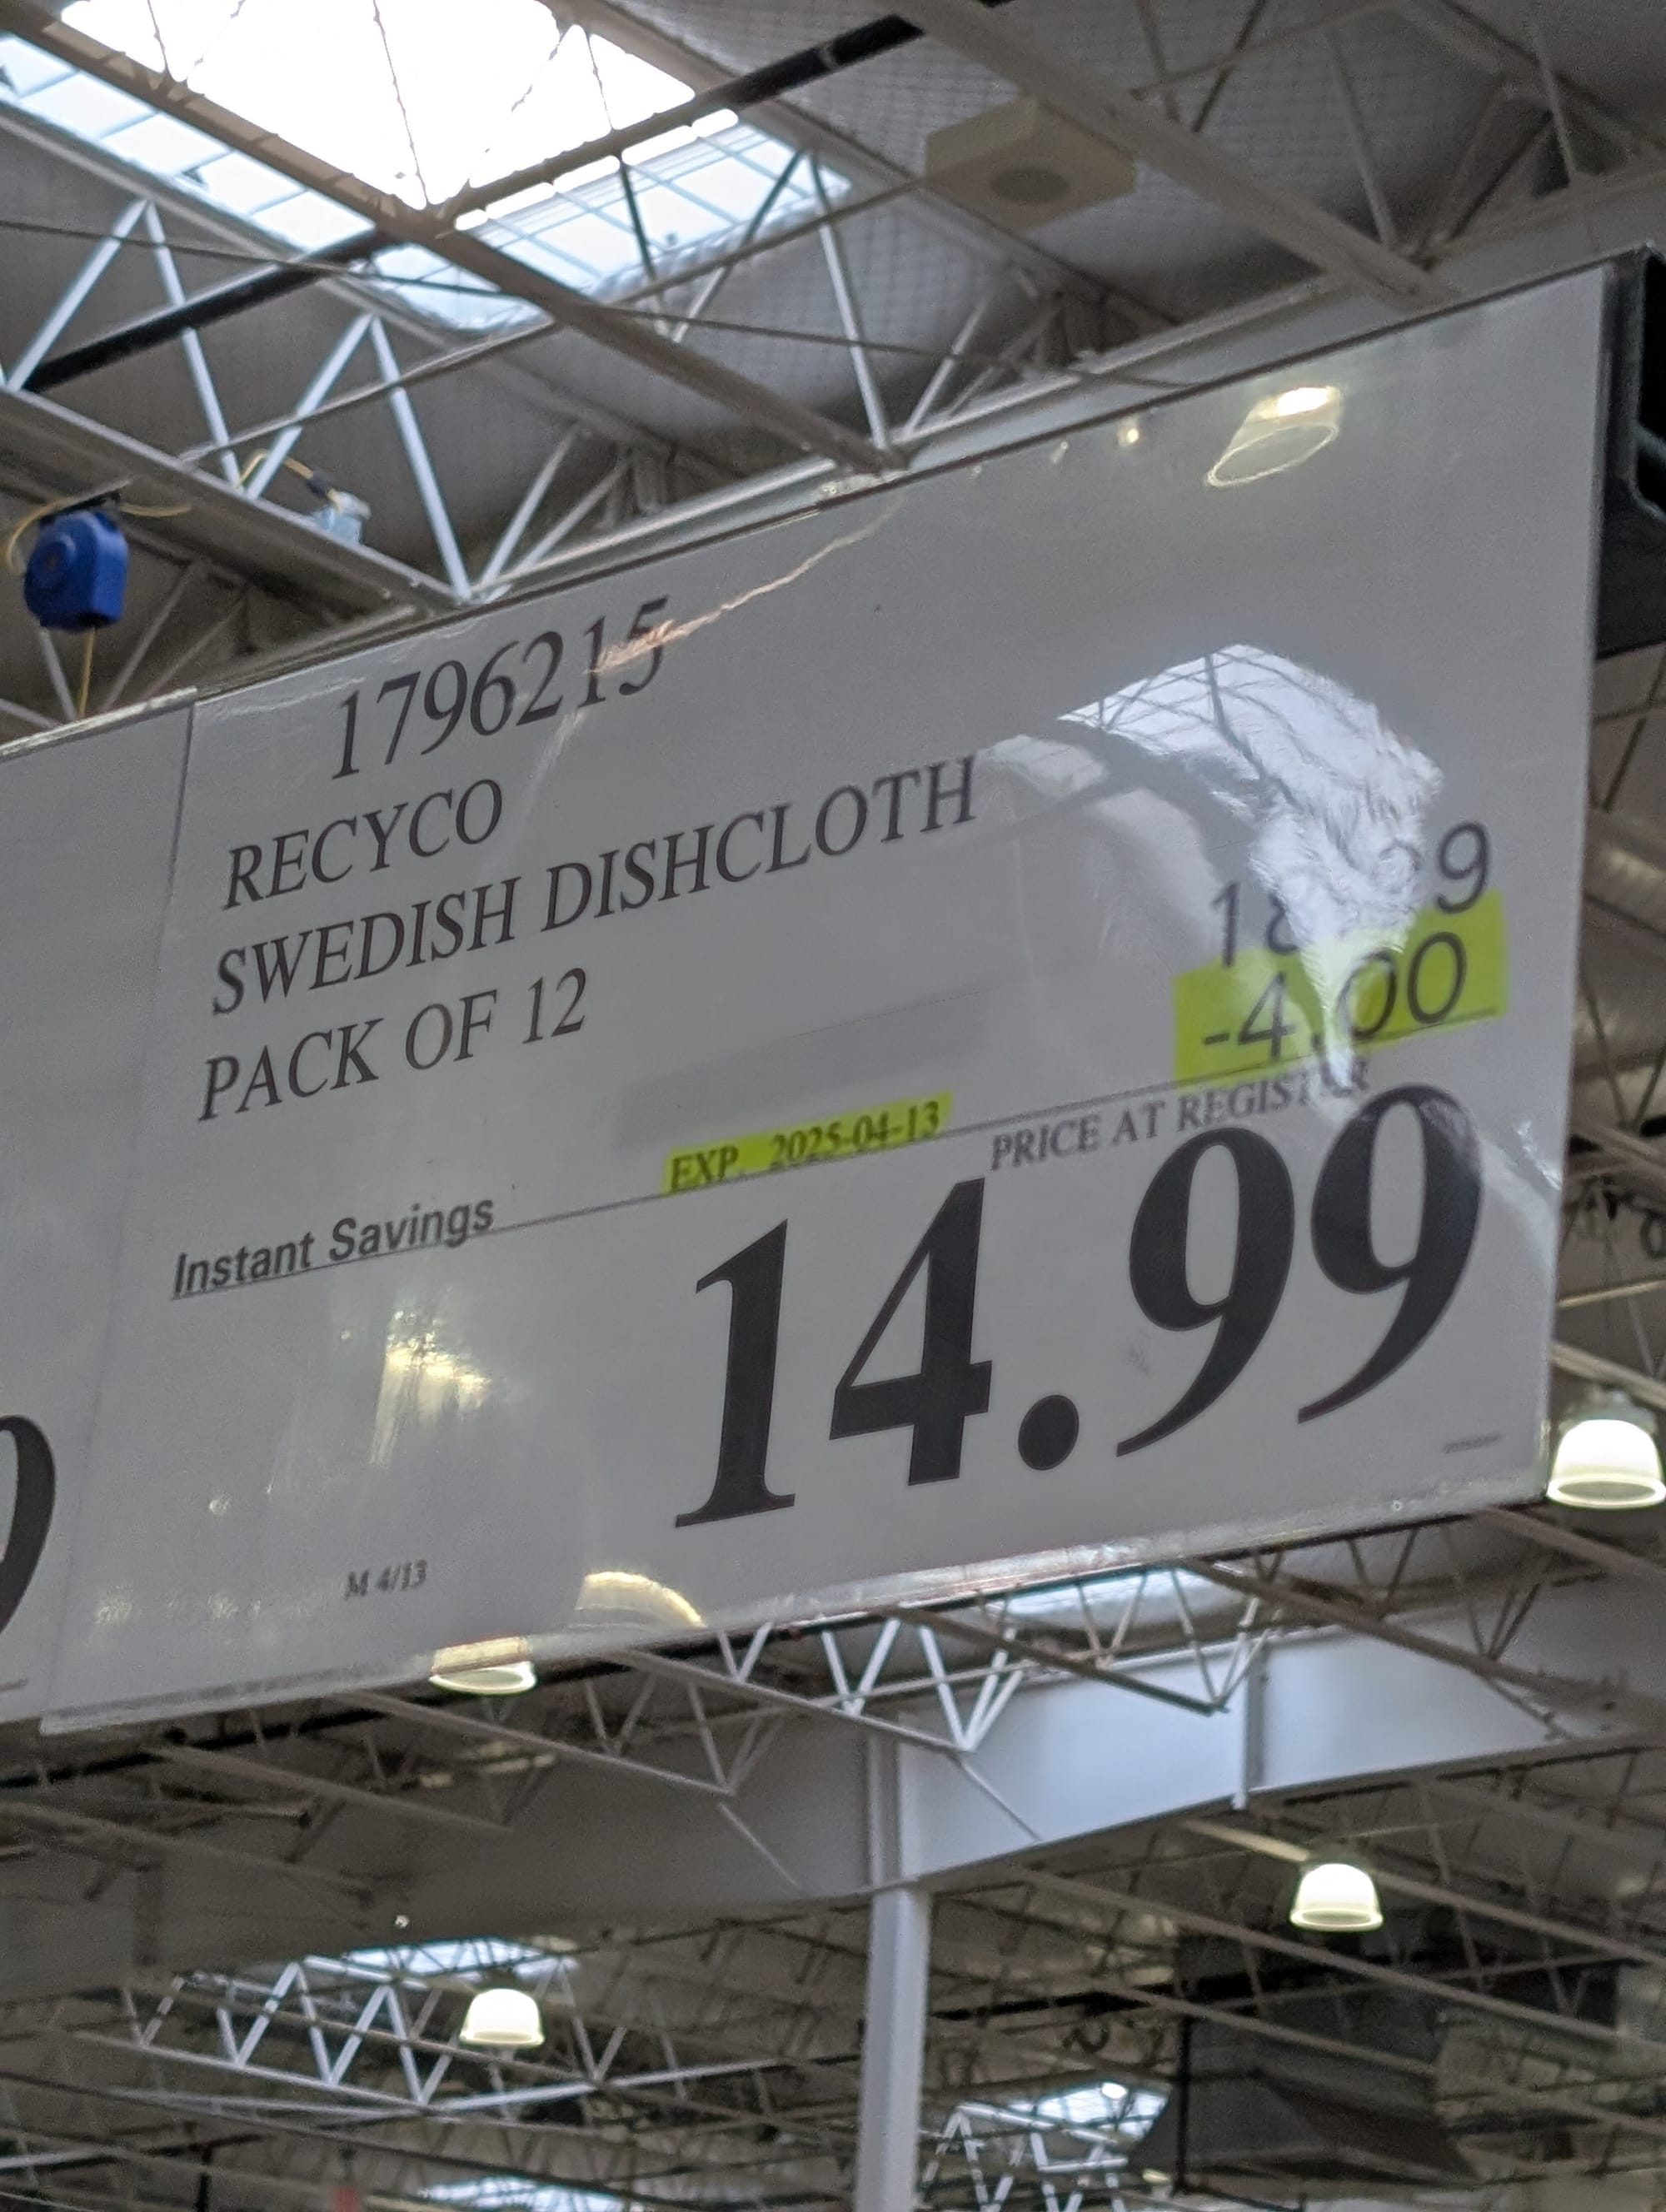 1796215
RECYCO
SWEDISH DISHCLOTH
PACK OF 12
-4.00
EXP. 2025-04-13
PRICE AT REGISTER
Instant Savings
14.99
M 4/13